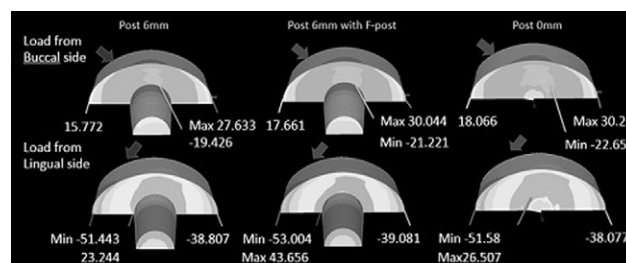 Post 6mm
Post 6mm with F-post
Post 0mm
Load from
Buccal side
15.772
Max 27.633
-19.426
17.661
Max 30.044
Min -21.221
18.066
Max 30.2
Min -22.65
Load from
Lingual side
Min -51.443
-38.807
23.244
Min -53.004
-39.081
Max 43.656
Min -51.58
-38.077
Max26.507